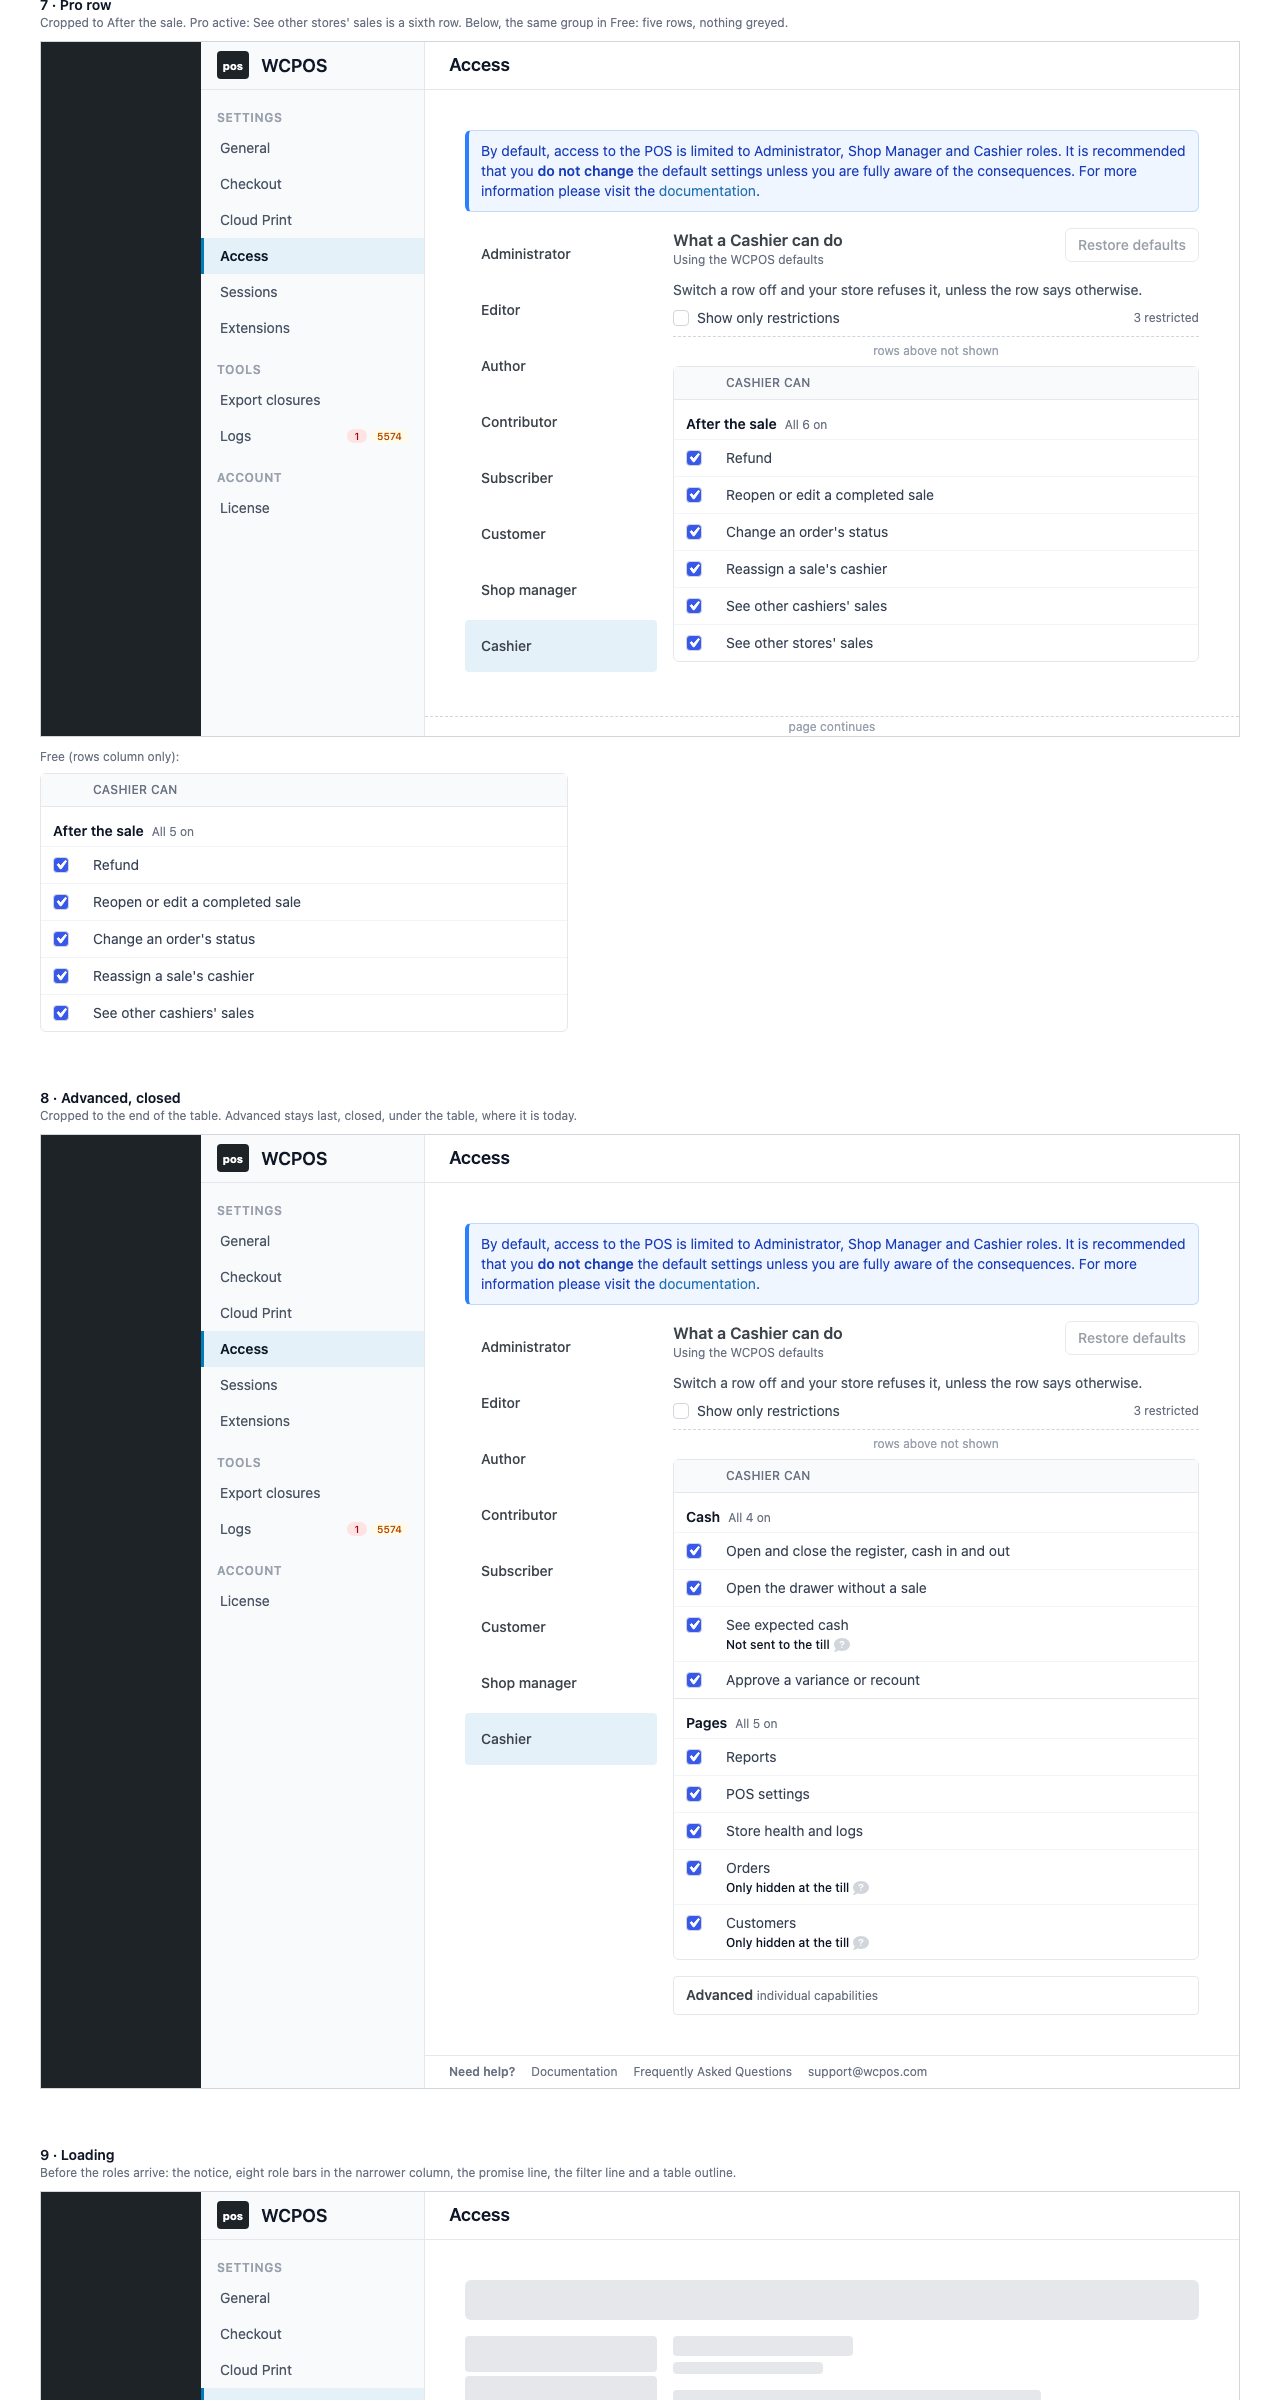 7 · Pro row
Cropped to After the sale. Pro active: See other stores' sales is a sixth row. Below, the same group in Free: five rows, nothing greyed.
pos WCPOS
Access
SETTINGS
General
Checkout
Cloud Print
Access
Sessions
Extensions
TOOLS
Export closures
Logs 1 5574
ACCOUNT
License
By default, access to the POS is limited to Administrator, Shop Manager and Cashier roles. It is recommended
that you do not change the default settings unless you are fully aware of the consequences. For more
information please visit the documentation.
Administrator
Editor
Author
Contributor
Subscriber
Customer
Shop manager
Cashier
What a Cashier can do
Using the WCPOS defaults
Restore defaults
Switch a row off and your store refuses it, unless the row says otherwise.
Show only restrictions
3 restricted
rows above not shown
CASHIER CAN
After the sale All 6 on
Refund
Reopen or edit a completed sale
Change an order's status
Reassign a sale's cashier
See other cashiers' sales
See other stores' sales
page continues
Free (rows column only):
CASHIER CAN
After the sale All 5 on
Refund
Reopen or edit a completed sale
Change an order's status
Reassign a sale's cashier
See other cashiers' sales
8 · Advanced, closed
Cropped to the end of the table. Advanced stays last, closed, under the table, where it is today.
pos WCPOS
Access
SETTINGS
General
Checkout
Cloud Print
Access
Sessions
Extensions
TOOLS
Export closures
Logs 1 5574
ACCOUNT
License
By default, access to the POS is limited to Administrator, Shop Manager and Cashier roles. It is recommended
that you do not change the default settings unless you are fully aware of the consequences. For more
information please visit the documentation.
Administrator
Editor
Author
Contributor
Subscriber
Customer
Shop manager
Cashier
What a Cashier can do
Using the WCPOS defaults
Restore defaults
Switch a row off and your store refuses it, unless the row says otherwise.
Show only restrictions
3 restricted
rows above not shown
CASHIER CAN
Cash All 4 on
Open and close the register, cash in and out
Open the drawer without a sale
See expected cash
Not sent to the till ?
Approve a variance or recount
Pages All 5 on
Reports
POS settings
Store health and logs
Orders
Only hidden at the till ?
Customers
Only hidden at the till ?
Advanced individual capabilities
Need help? Documentation Frequently Asked Questions support@wcpos.com
9 · Loading
Before the roles arrive: the notice, eight role bars in the narrower column, the promise line, the filter line and a table outline.
pos WCPOS
Access
SETTINGS
General
Checkout
Cloud Print